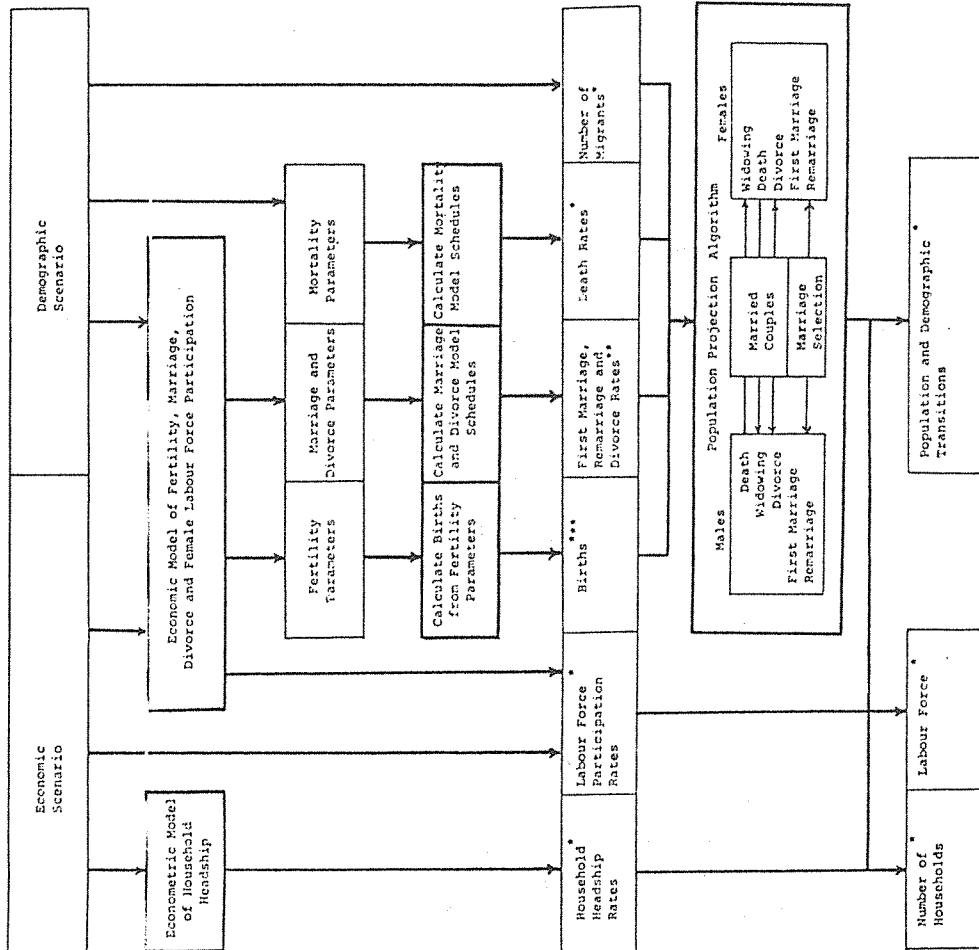 Economic
Scenario
Demographic
Scenario
Econometric Model
of Household
Headship
Economic Model of Fertility, Marriage,
Divorce and Female Labour Force Participation
Fertility
Parameters
Marriage and
Divorce Parameters
Mortality
Parameters
Calculate Births
from Fertility
Parameters
Calculate Marriage
and Divorce Model
Schedules
Calculate Mortality
Model Schedules
Household*
Headship
Rates
Labour Force*
Participation
Rates
Births***
First Marriage,
Remarriage and
Divorce Rates**
Death Rates*
Number of
Migrants*
Population Projection Algorithm
Males
Females
Death
Widowing
Divorce
First Marriage
Remarriage
Married
Couples
Marriage
Selection
Widowing
Death
Divorce
First Marriage
Remarriage
Number of*
Households
Labour Force*
Population and Demographic*
Transitions